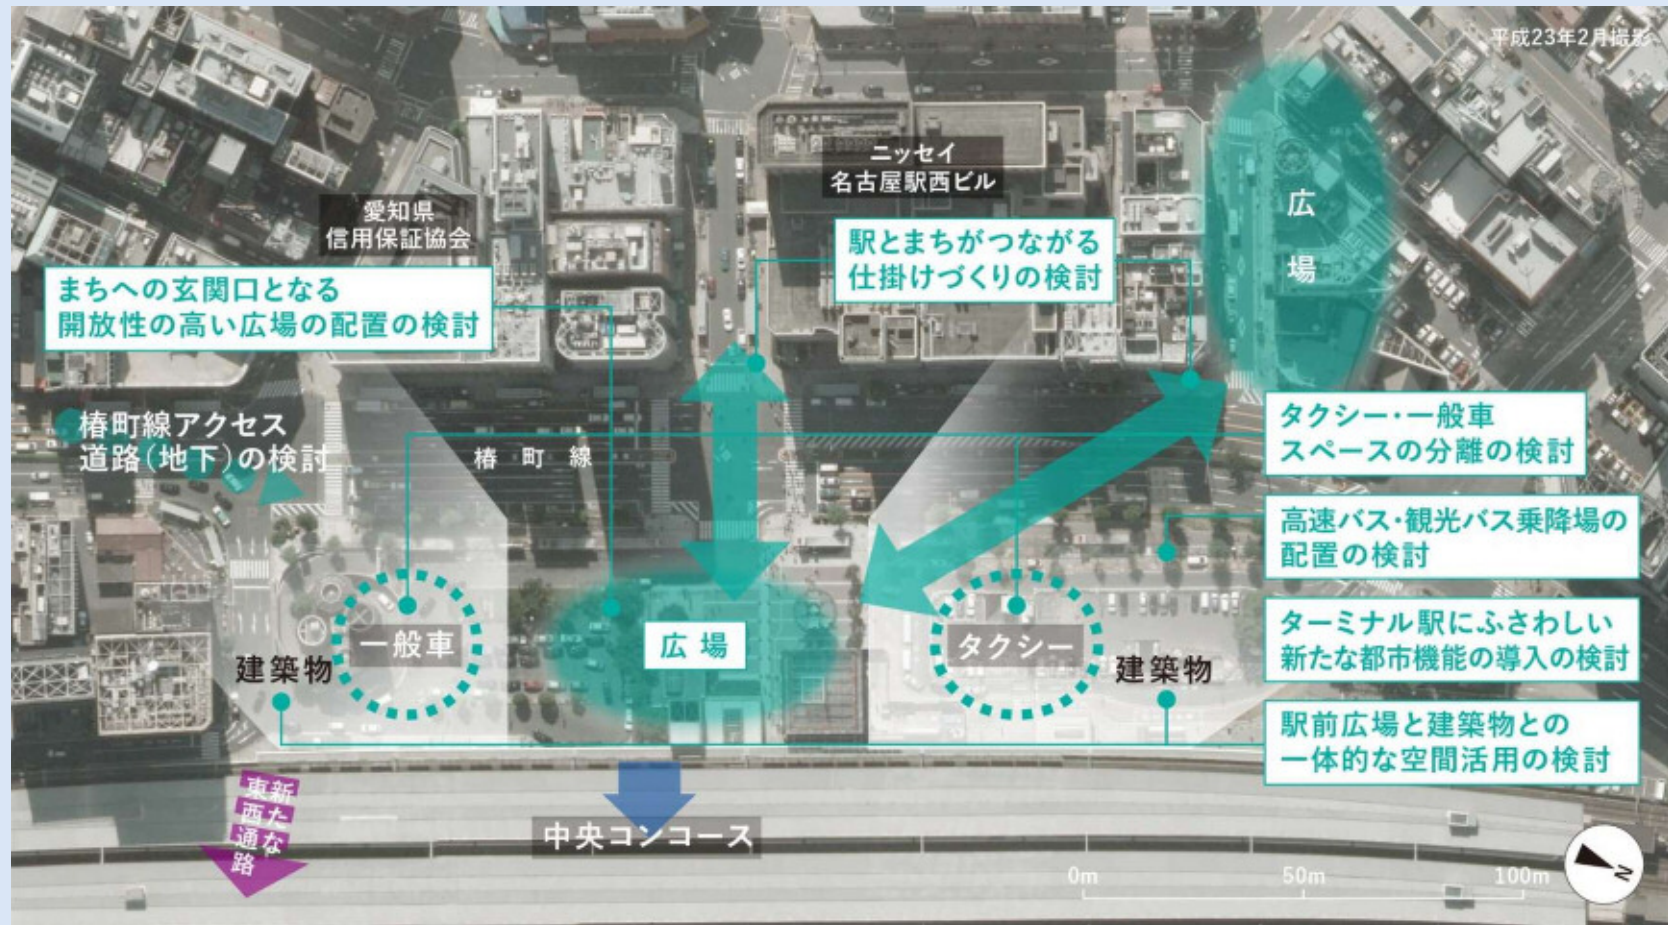 平成23年2月撮影
ニッセイ
名古屋駅西ビル
愛知県
信用保証協会
広
場
駅とまちがつながる
仕掛けづくりの検討
まちへの玄関口となる
開放性の高い広場の配置の検討
椿町線アクセス
道路(地下)の検討
椿町線
タクシー・一般車
スペースの分離の検討
高速バス・観光バス乗降場の
配置の検討
一般車
広場
タクシー
建築物
建築物
ターミナル駅にふさわしい
新たな都市機能の導入の検討
駅前広場と建築物との
一体的な空間活用の検討
新たな
東西通路
中央コンコース
0m 50m 100m
N